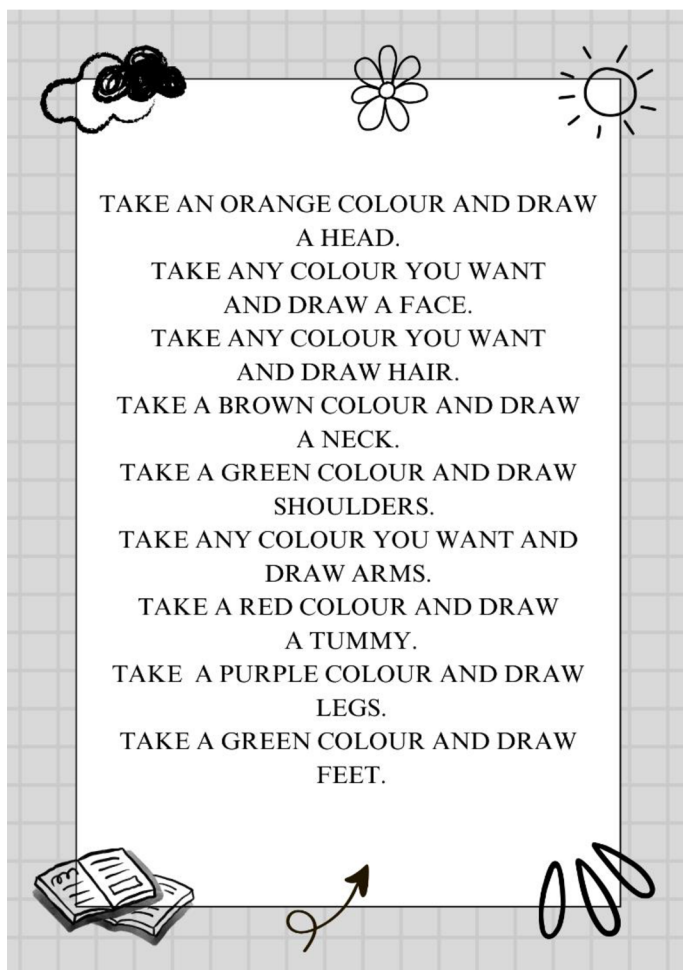 TAKE AN ORANGE COLOUR AND DRAW
A HEAD.
TAKE ANY COLOUR YOU WANT
AND DRAW A FACE.
TAKE ANY COLOUR YOU WANT
AND DRAW HAIR.
TAKE A BROWN COLOUR AND DRAW
A NECK.
TAKE A GREEN COLOUR AND DRAW
SHOULDERS.
TAKE ANY COLOUR YOU WANT AND
DRAW ARMS.
TAKE A RED COLOUR AND DRAW
A TUMMY.
TAKE A PURPLE COLOUR AND DRAW
LEGS.
TAKE A GREEN COLOUR AND DRAW
FEET.